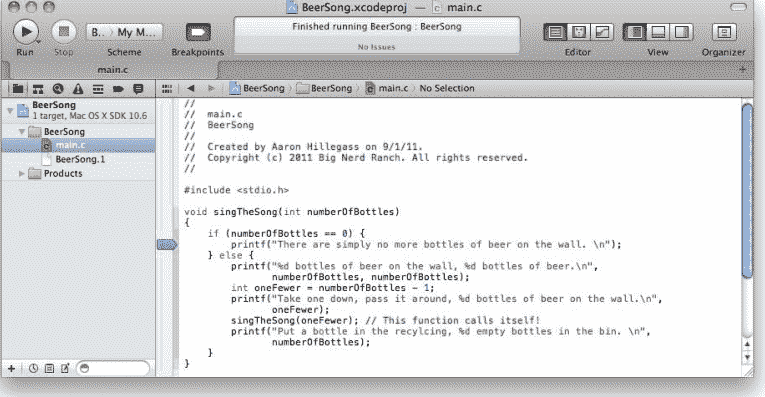 BeerSong.xcodeproj — main.c
Finished running BeerSong : BeerSong
No Issues
B... My M...
Run Stop Scheme Breakpoints Editor View Organizer
main.c
BeerSong BeerSong main.c No Selection
BeerSong
1 target, Mac OS X SDK 10.6
BeerSong
main.c
BeerSong.1
Products
//
// main.c
// BeerSong
//
// Created by Aaron Hillegass on 9/1/11.
// Copyright (c) 2011 Big Nerd Ranch. All rights reserved.
//
#include <stdio.h>
void singTheSong(int numberOfBottles)
{
if (numberOfBottles == 0) {
printf("There are simply no more bottles of beer on the wall. \n");
} else {
printf("%d bottles of beer on the wall, %d bottles of beer.\n",
numberOfBottles, numberOfBottles);
int oneFewer = numberOfBottles - 1;
printf("Take one down, pass it around, %d bottles of beer on the wall.\n",
oneFewer);
singTheSong(oneFewer); // This function calls itself!
printf("Put a bottle in the recylcing, %d empty bottles in the bin. \n",
numberOfBottles);
}
}